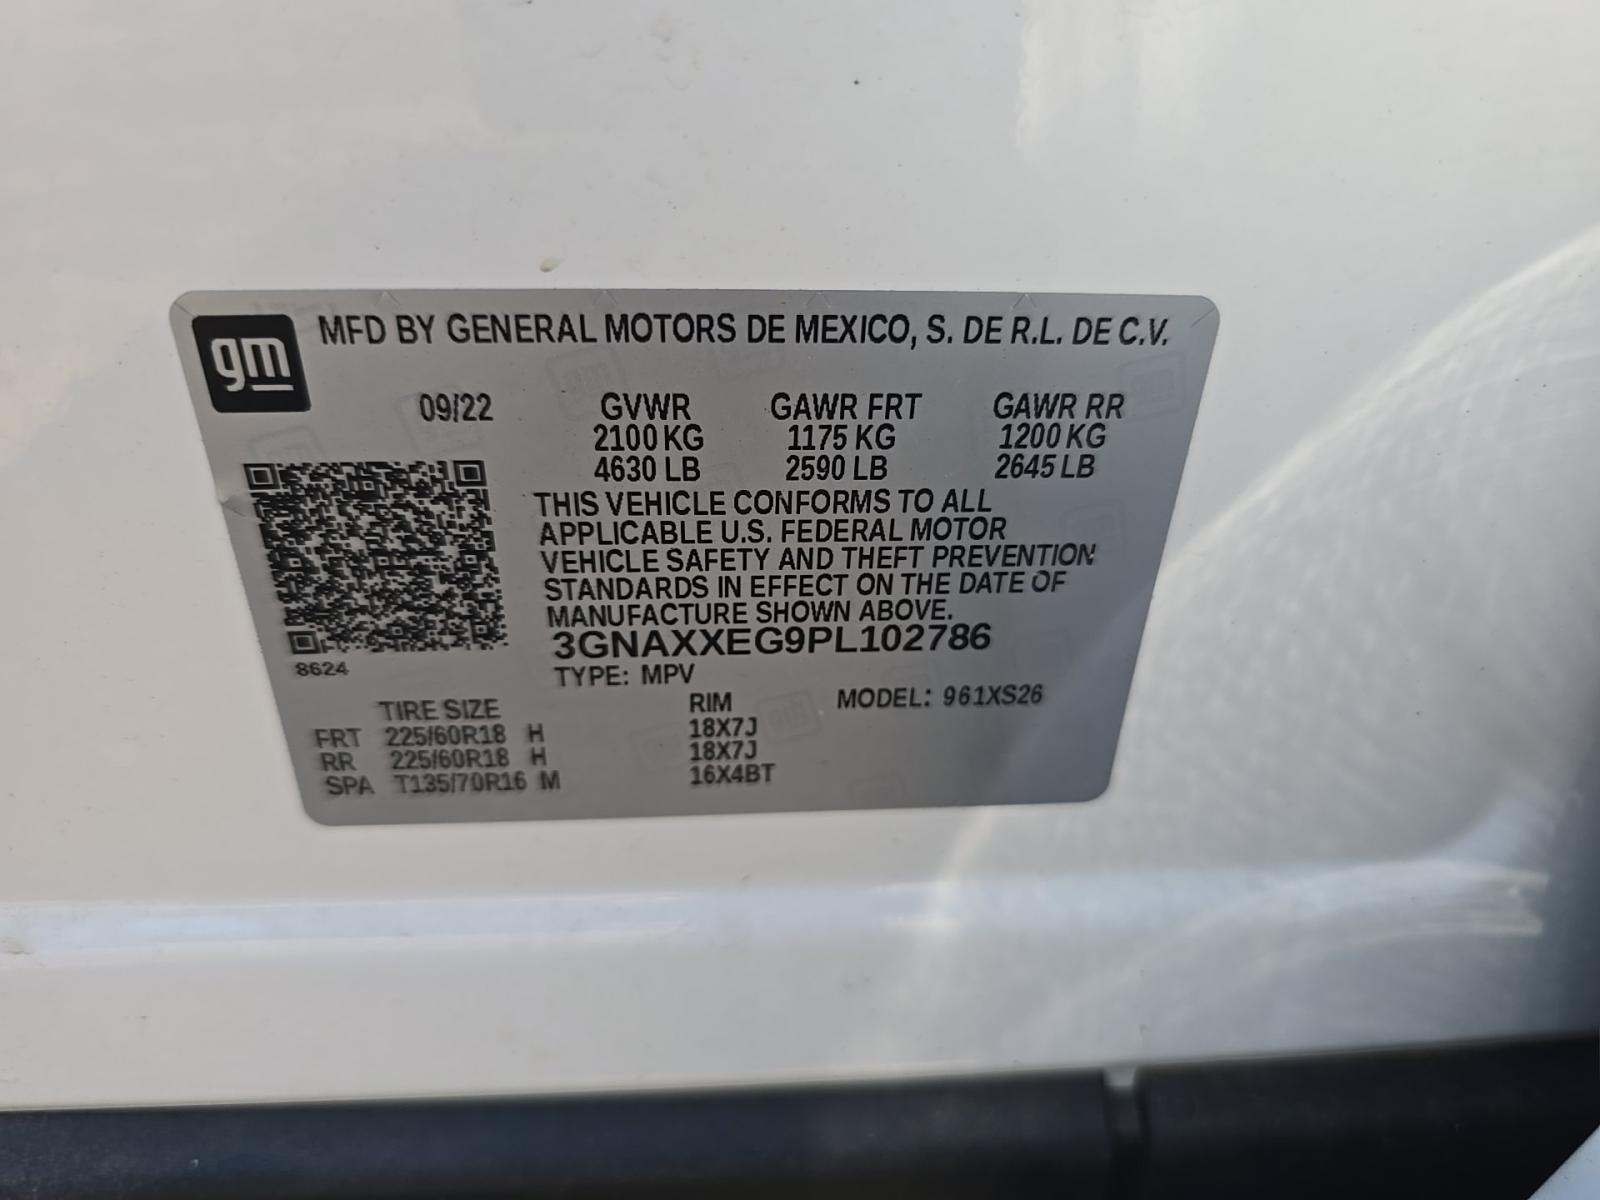 gm
MFD BY GENERAL MOTORS DE MEXICO, S. DE R.L. DE C.V.
09/22 GVWR GAWR FRT GAWR RR
2100 KG 1175 KG 1200 KG
4630 LB 2590 LB 2645 LB
THIS VEHICLE CONFORMS TO ALL
APPLICABLE U.S. FEDERAL MOTOR
VEHICLE SAFETY AND THEFT PREVENTION
STANDARDS IN EFFECT ON THE DATE OF
MANUFACTURE SHOWN ABOVE.
3GNAXXEG9PL102786
8624
TYPE: MPV
TIRE SIZE RIM MODEL: 961XS26
FRT 225/60R18 H 18X7J
RR 225/60R18 H 18X7J
SPA T135/70R16 M 16X4BT